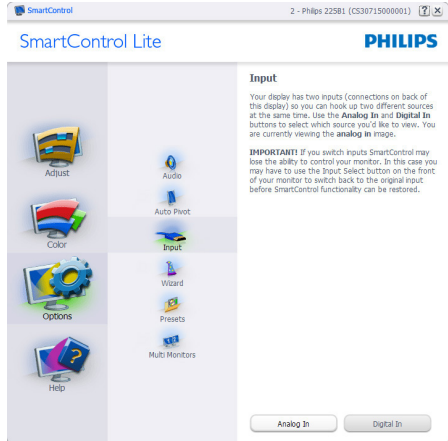 SmartControl
2 - Philips 225B1 (CS30715000001)
SmartControl Lite
PHILIPS
Adjust
Color
Options
Help
Audio
Auto Pivot
Input
Wizard
Presets
Multi Monitors
Input
Your display has two inputs (connections on back of
this display) so you can hook up two different sources
at the same time. Use the Analog In and Digital In
buttons to select which source you'd like to view. You
are currently viewing the analog in image.
IMPORTANT! If you switch inputs SmartControl may
lose the ability to control your monitor. In this case you
may have to use the Input Select button on the front
of your monitor to switch back to the original input
before SmartControl functionality can be restored.
Analog In
Digital In